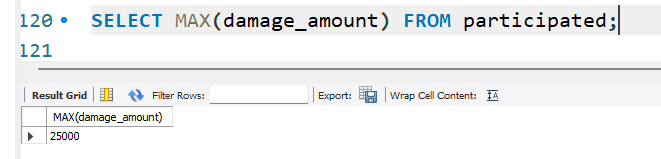 120 SELECT MAX(damage_amount) FROM participated;
121
Result Grid Filter Rows: Export: Wrap Cell Content:
MAX(damage_amount)
25000